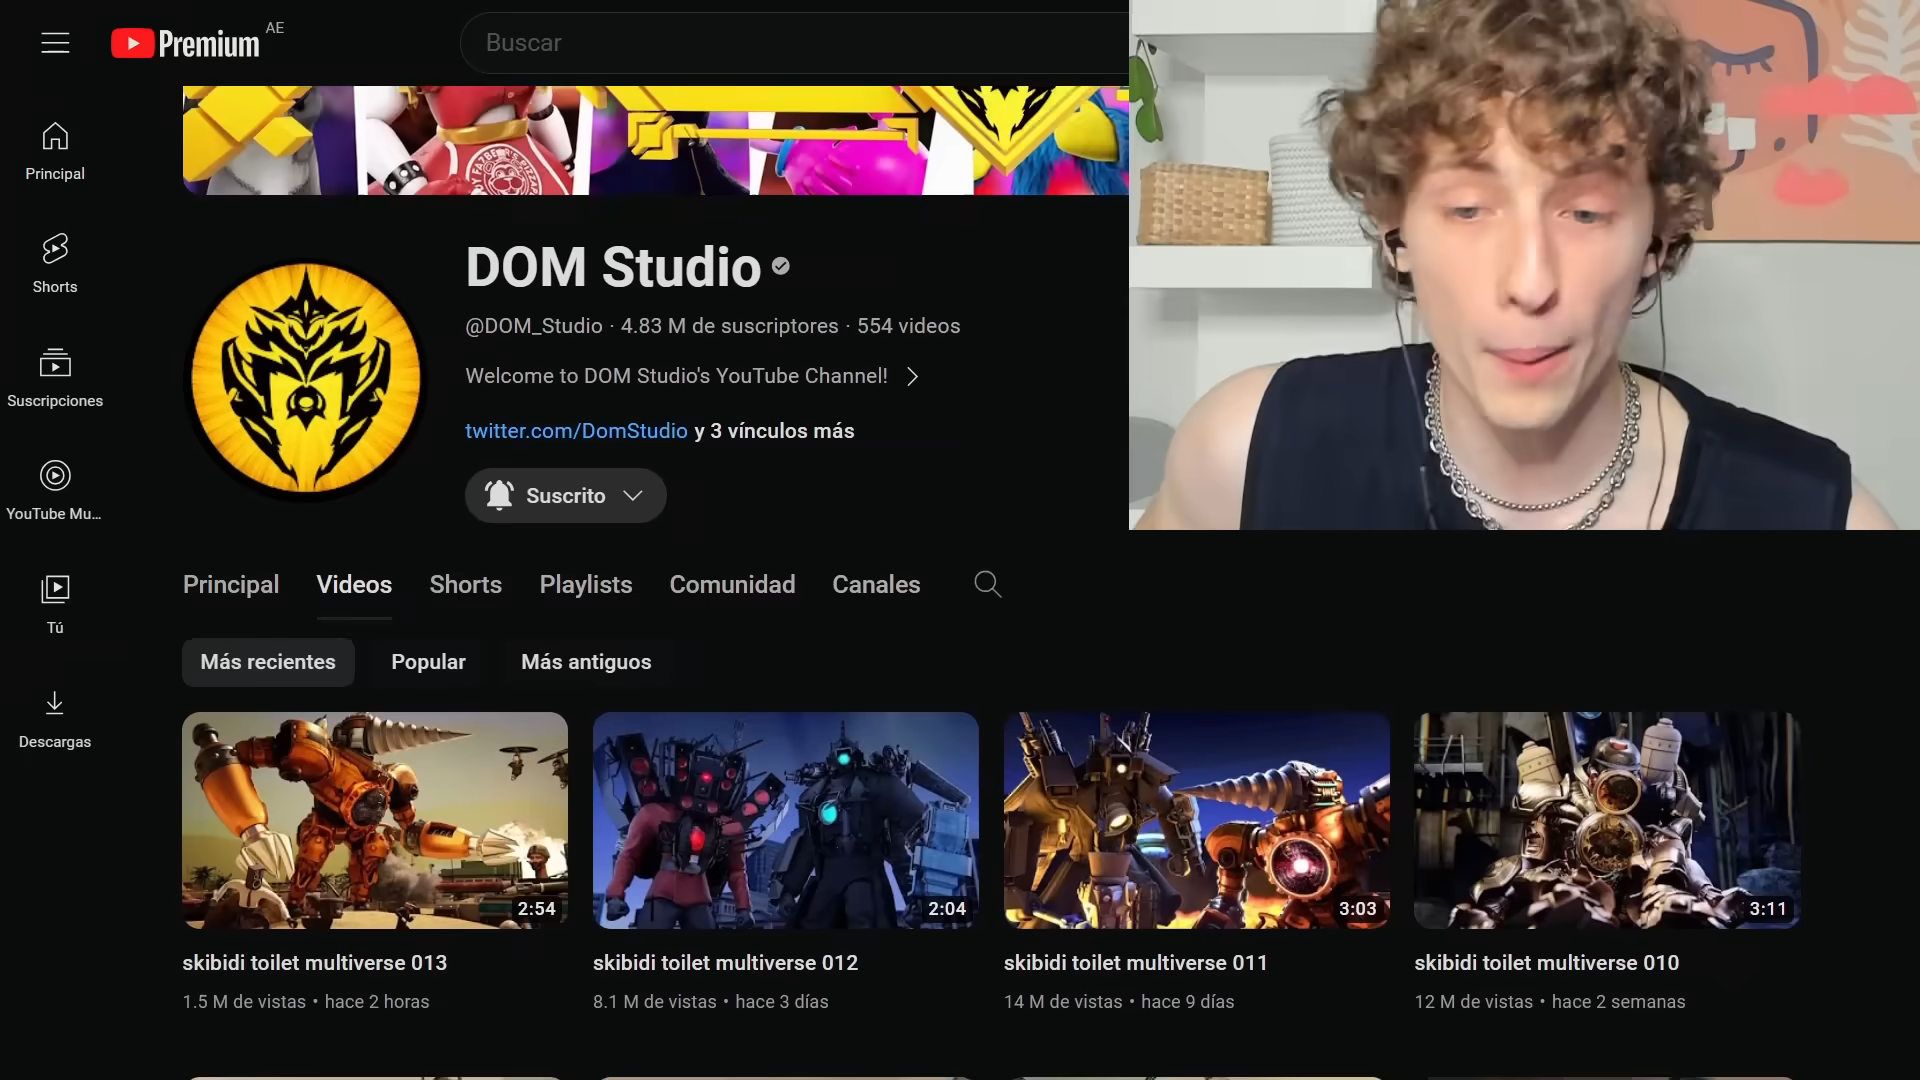 Premium AE
Buscar
Principal
Shorts
Suscripciones
YouTube Mu...
Tú
Descargas
DOM Studio
@DOM_Studio · 4.83 M de suscriptores · 554 videos
Welcome to DOM Studio's YouTube Channel!
twitter.com/DomStudio y 3 vínculos más
Suscrito
Principal Videos Shorts Playlists Comunidad Canales
Más recientes Popular Más antiguos
2:54 2:04 3:03 3:11
skibidi toilet multiverse 013
1.5 M de vistas • hace 2 horas
skibidi toilet multiverse 012
8.1 M de vistas • hace 3 días
skibidi toilet multiverse 011
14 M de vistas • hace 9 días
skibidi toilet multiverse 010
12 M de vistas • hace 2 semanas